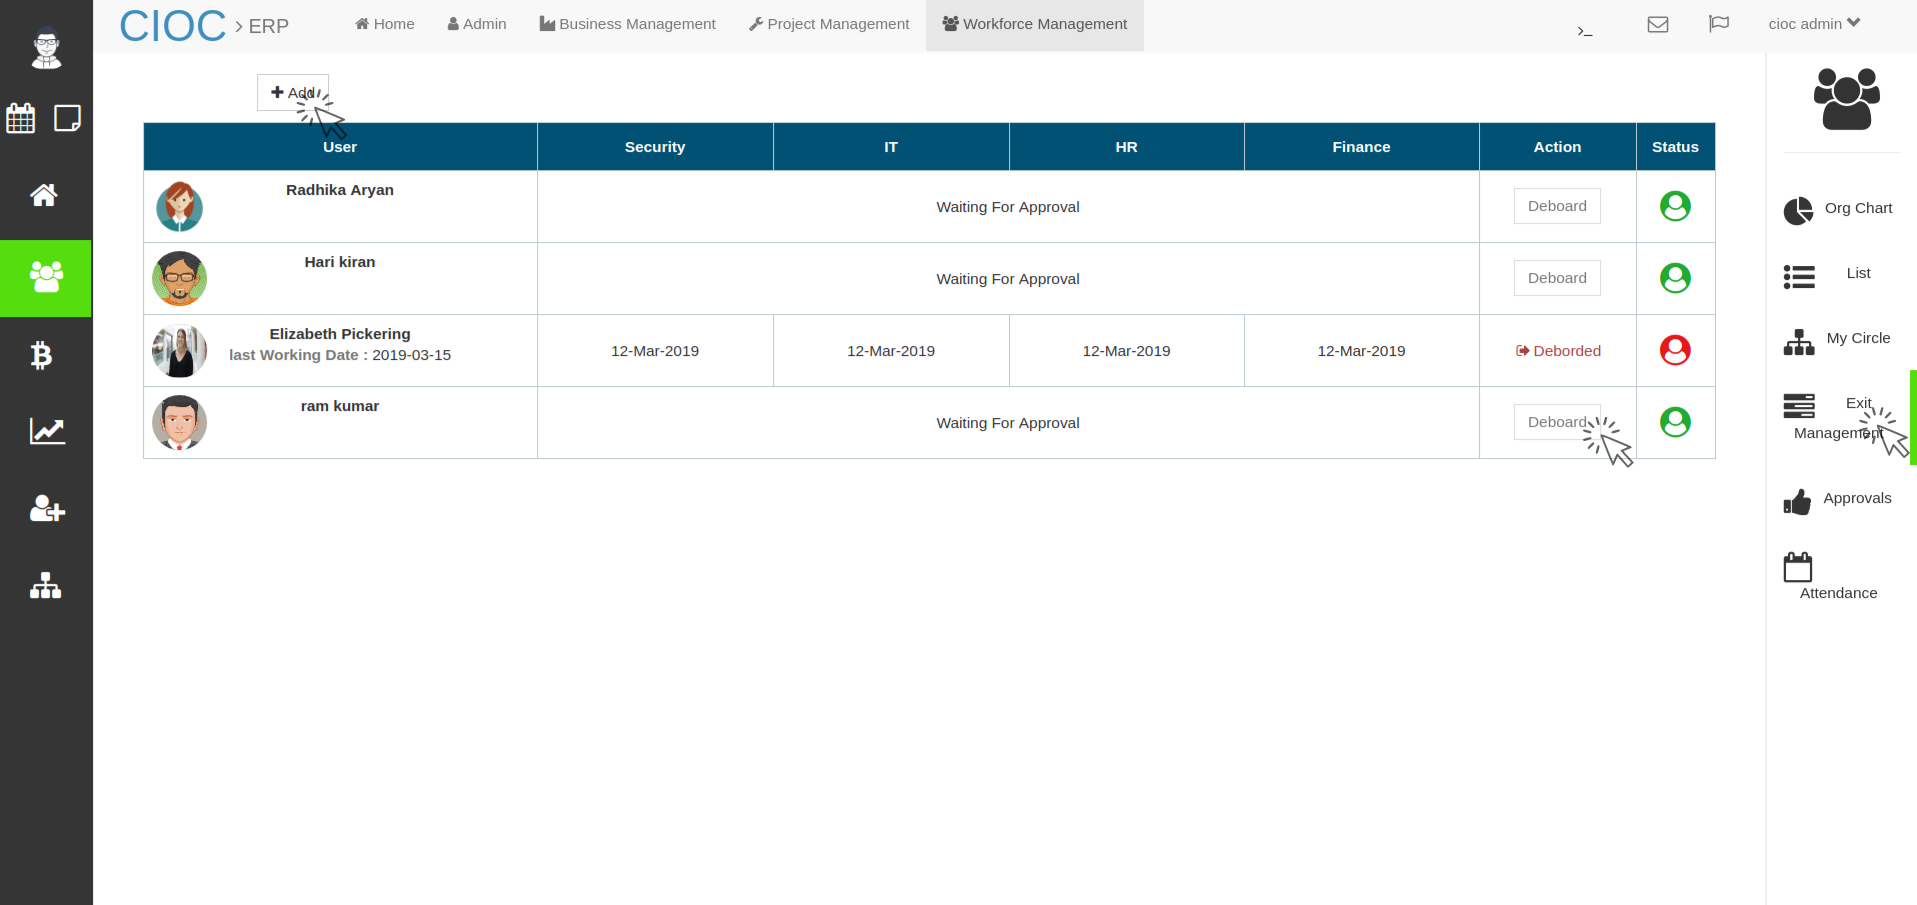 CIOC > ERP
Home
Admin
Business Management
Project Management
Workforce Management
>_
cioc admin
Add
User
Security
IT
HR
Finance
Action
Status
Radhika Aryan
Waiting For Approval
Deboard
Hari kiran
Waiting For Approval
Deboard
Elizabeth Pickering
last Working Date : 2019-03-15
12-Mar-2019
12-Mar-2019
12-Mar-2019
12-Mar-2019
Deborded
ram kumar
Waiting For Approval
Deboard
Org Chart
List
My Circle
Exit
Management
Approvals
Attendance